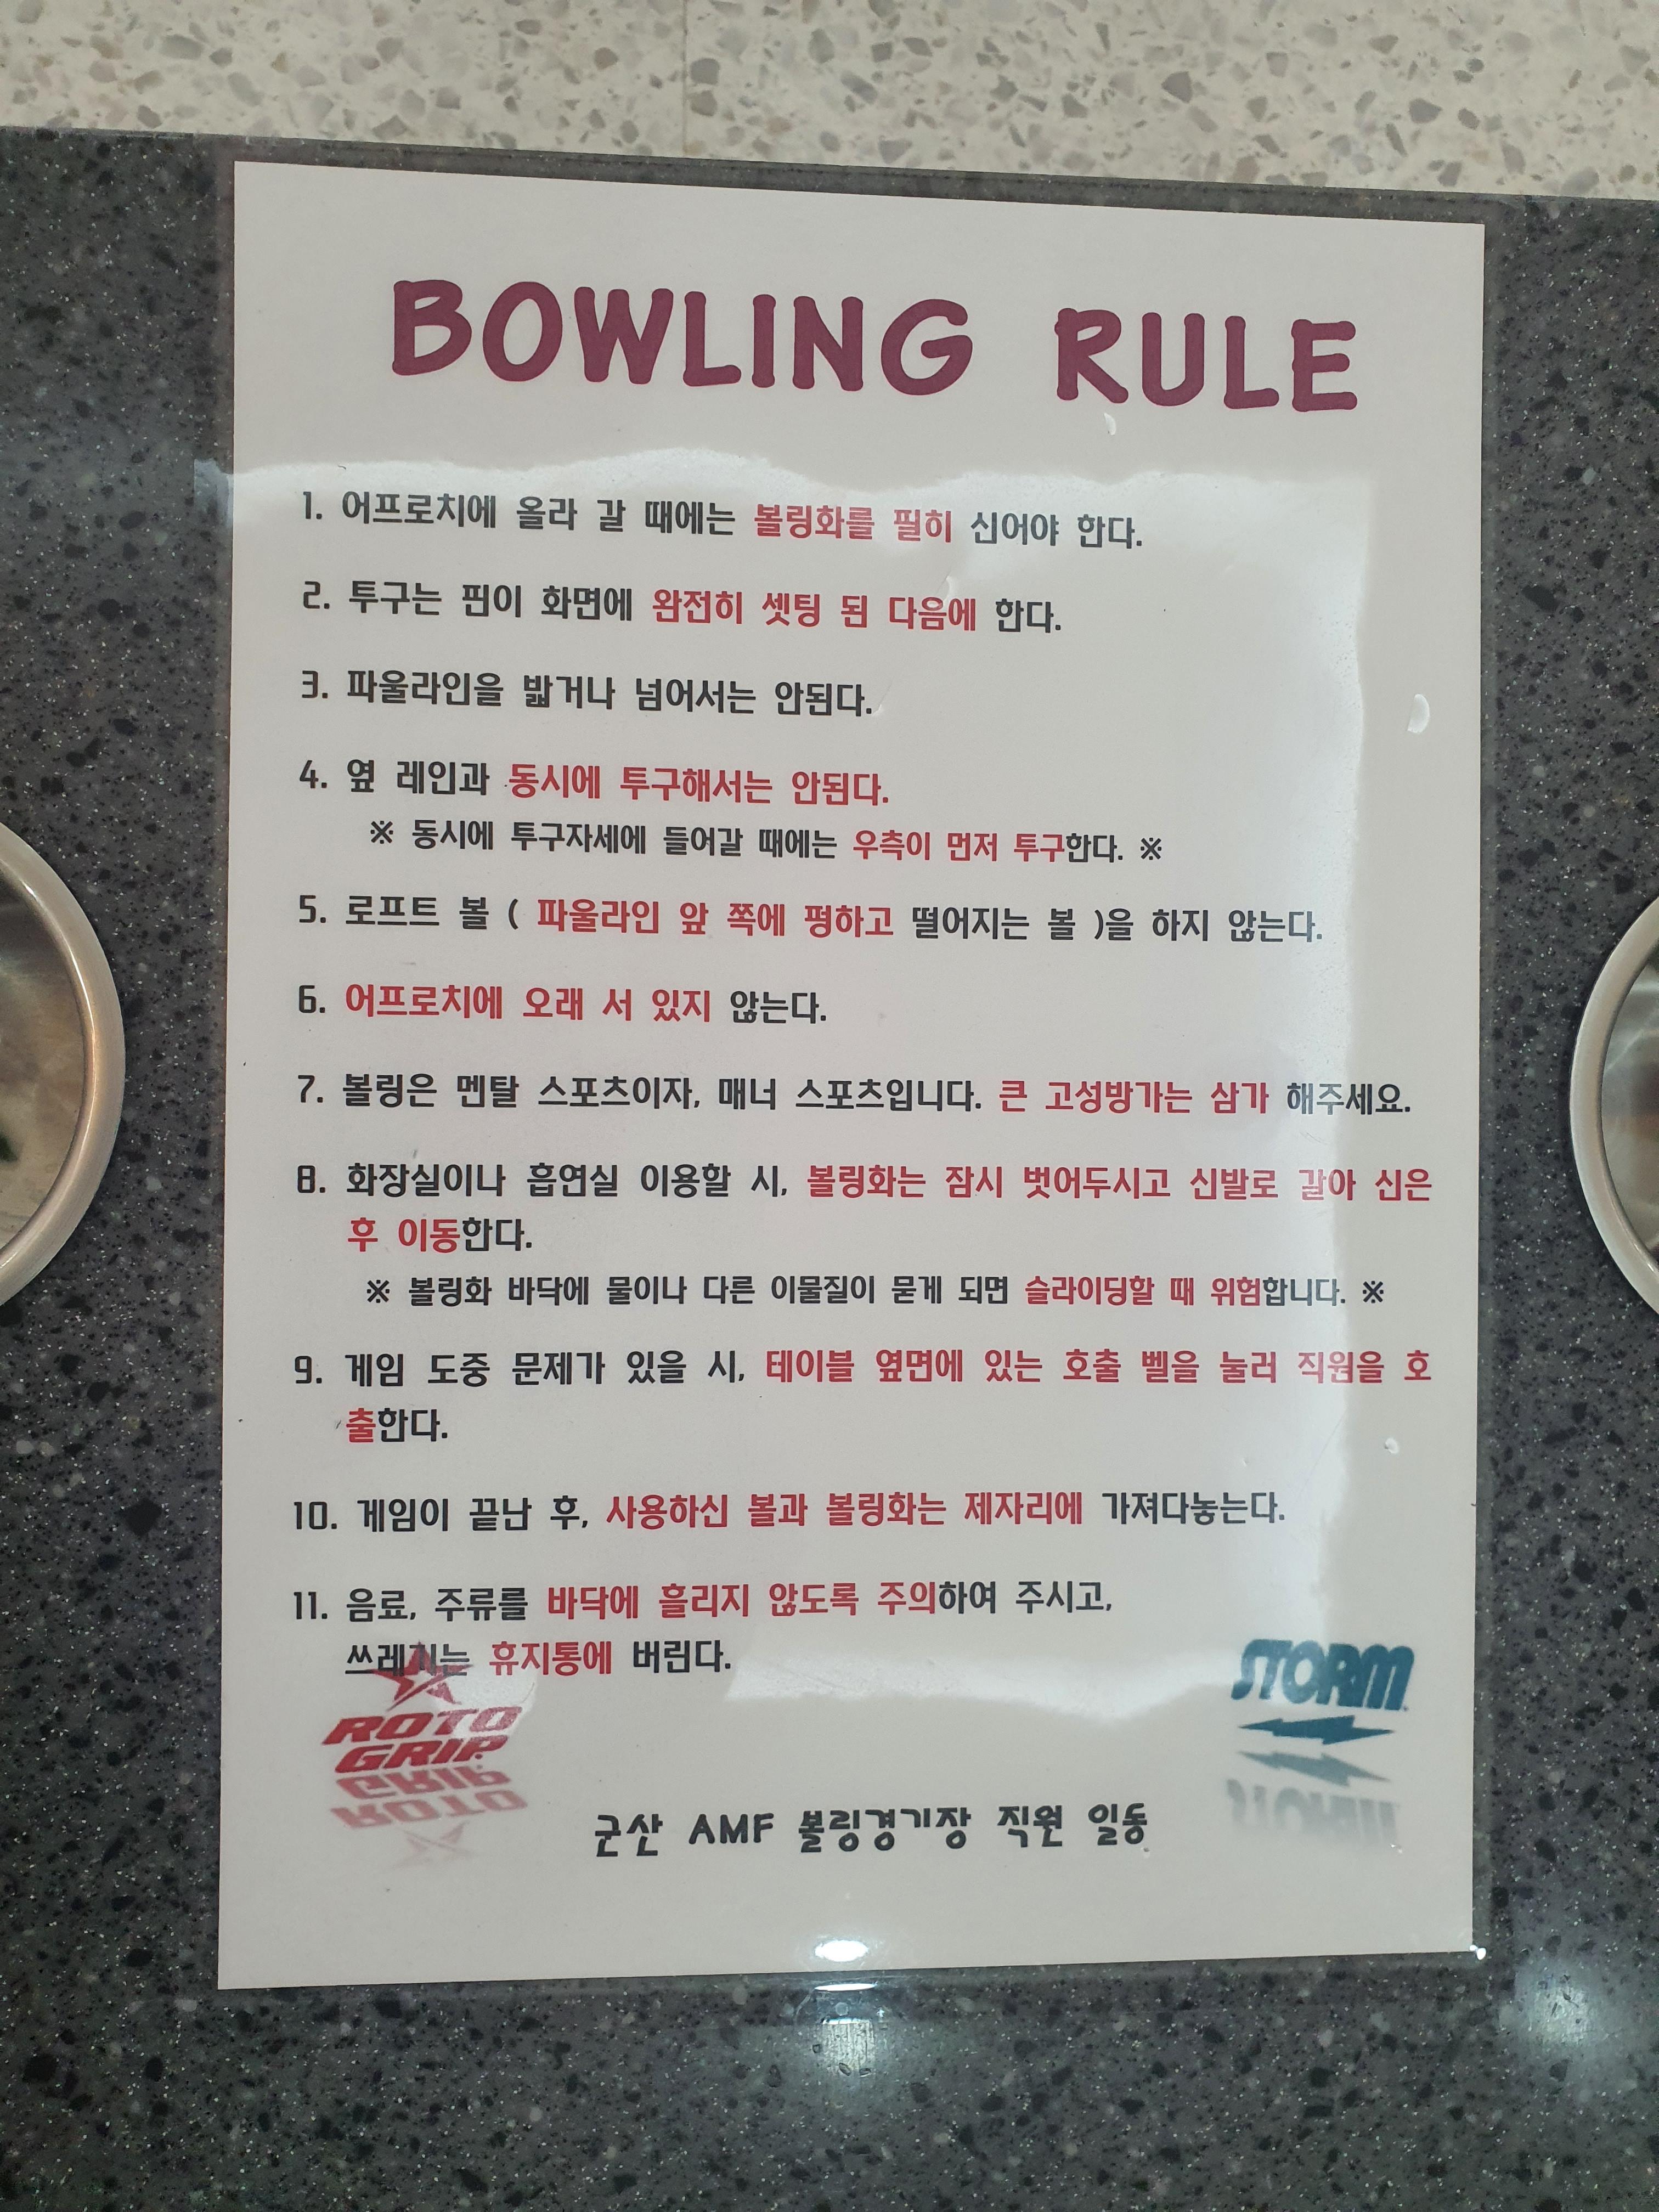 BOWLING RULE
1. 어프로치에 올라 갈 때에는 볼링화를 필히 신어야 한다.
2. 투구는 핀이 화면에 완전히 셋팅 된 다음에 한다.
3. 파울라인을 밟거나 넘어서는 안된다.
4. 옆 레인과 동시에 투구해서는 안된다.
※ 동시에 투구자세에 들어갈 때에는 우측이 먼저 투구한다. ※
5. 로프트 볼 ( 파울라인 앞 쪽에 펑하고 떨어지는 볼 )을 하지 않는다.
6. 어프로치에 오래 서 있지 않는다.
7. 볼링은 멘탈 스포츠이자, 매너 스포츠입니다. 큰 고성방가는 삼가 해주세요.
8. 화장실이나 흡연실 이용할 시, 볼링화는 잠시 벗어두시고 신발로 갈아 신은
후 이동한다.
※ 볼링화 바닥에 물이나 다른 이물질이 묻게 되면 슬라이딩할 때 위험합니다. ※
9. 게임 도중 문제가 있을 시, 테이블 옆면에 있는 호출 벨을 눌러 직원을 호
출한다.
10. 게임이 끝난 후, 사용하신 볼과 볼링화는 제자리에 가져다놓는다.
11. 음료, 주류를 바닥에 흘리지 않도록 주의하여 주시고,
쓰레기는 휴지통에 버린다.
ROTO
GRIP
STORM
군산 AMF 볼링경기장 직원 일동